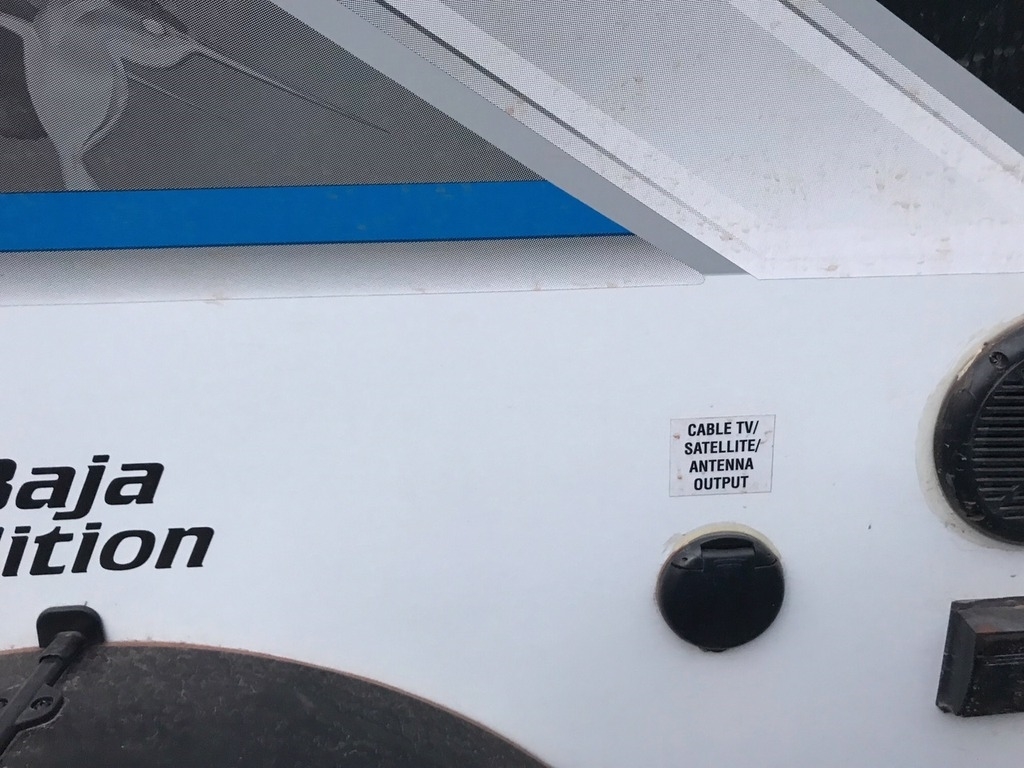 CABLE TV/
SATELLITE/
ANTENNA
OUTPUT
Baja
ition